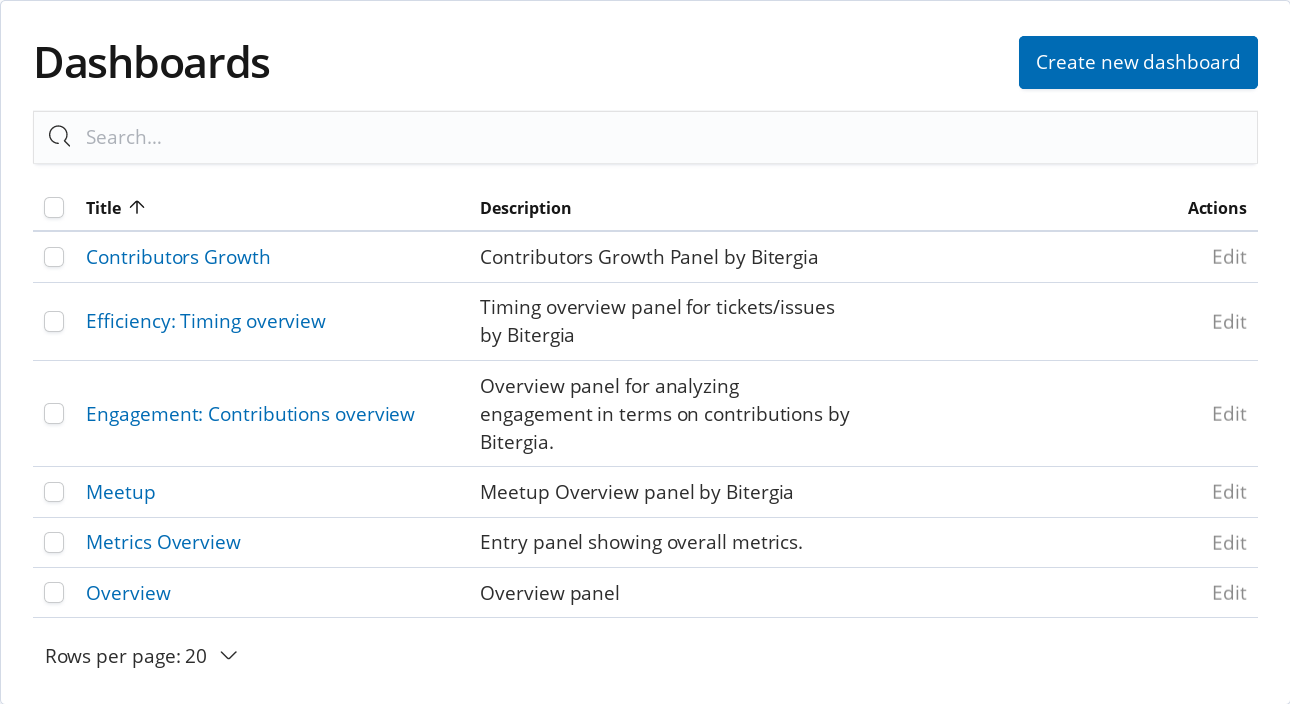 Dashboards
Create new dashboard
Search...
Title
Description
Actions
Contributors Growth
Contributors Growth Panel by Bitergia
Edit
Efficiency: Timing overview
Timing overview panel for tickets/issues
by Bitergia
Edit
Engagement: Contributions overview
Overview panel for analyzing
engagement in terms on contributions by
Bitergia.
Edit
Meetup
Meetup Overview panel by Bitergia
Edit
Metrics Overview
Entry panel showing overall metrics.
Edit
Overview
Overview panel
Edit
Rows per page: 20